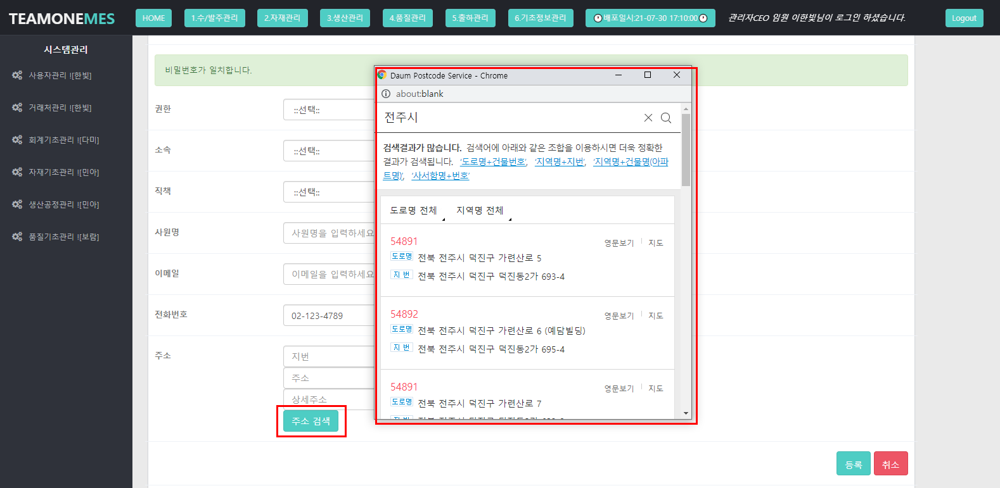 TEAMONEMES
HOME
1.수/발주관리
2.자재관리
3.생산관리
4.품질관리
5.출하관리
6.기초정보관리
배포일시:21-07-30 17:10:00
관리자CEO 임원 이한빛님이 로그인 하셨습니다.
Logout
시스템관리
사용자관리 ![한빛]
거래처관리 ![한빛]
회계기초관리 ![다미]
자재기초관리 ![민아]
생산공정관리 ![민아]
품질기초관리 ![보람]
비밀번호가 일치합니다.
권한
::선택::
소속
::선택::
직책
::선택::
사원명
사원명을 입력하세요
이메일
이메일을 입력하세요
전화번호
02-123-4789
주소
지번
주소
상세주소
주소 검색
등록
취소
Daum Postcode Service - Chrome
about:blank
전주시
검색결과가 많습니다. 검색어에 아래와 같은 조합을 이용하시면 더욱 정확한
결과가 검색됩니다. '도로명+건물번호', '지역명+지번', '지역명+건물명(아파
트명)', '사서함명+번호'
도로명 전체 지역명 전체
54891 영문보기 지도
도로명 전북 전주시 덕진구 가련산로 5
지 번 전북 전주시 덕진구 덕진동2가 693-4
54892 영문보기 지도
도로명 전북 전주시 덕진구 가련산로 6 (예담빌딩)
지 번 전북 전주시 덕진구 덕진동2가 695-4
54891 영문보기 지도
도로명 전북 전주시 덕진구 가련산로 7